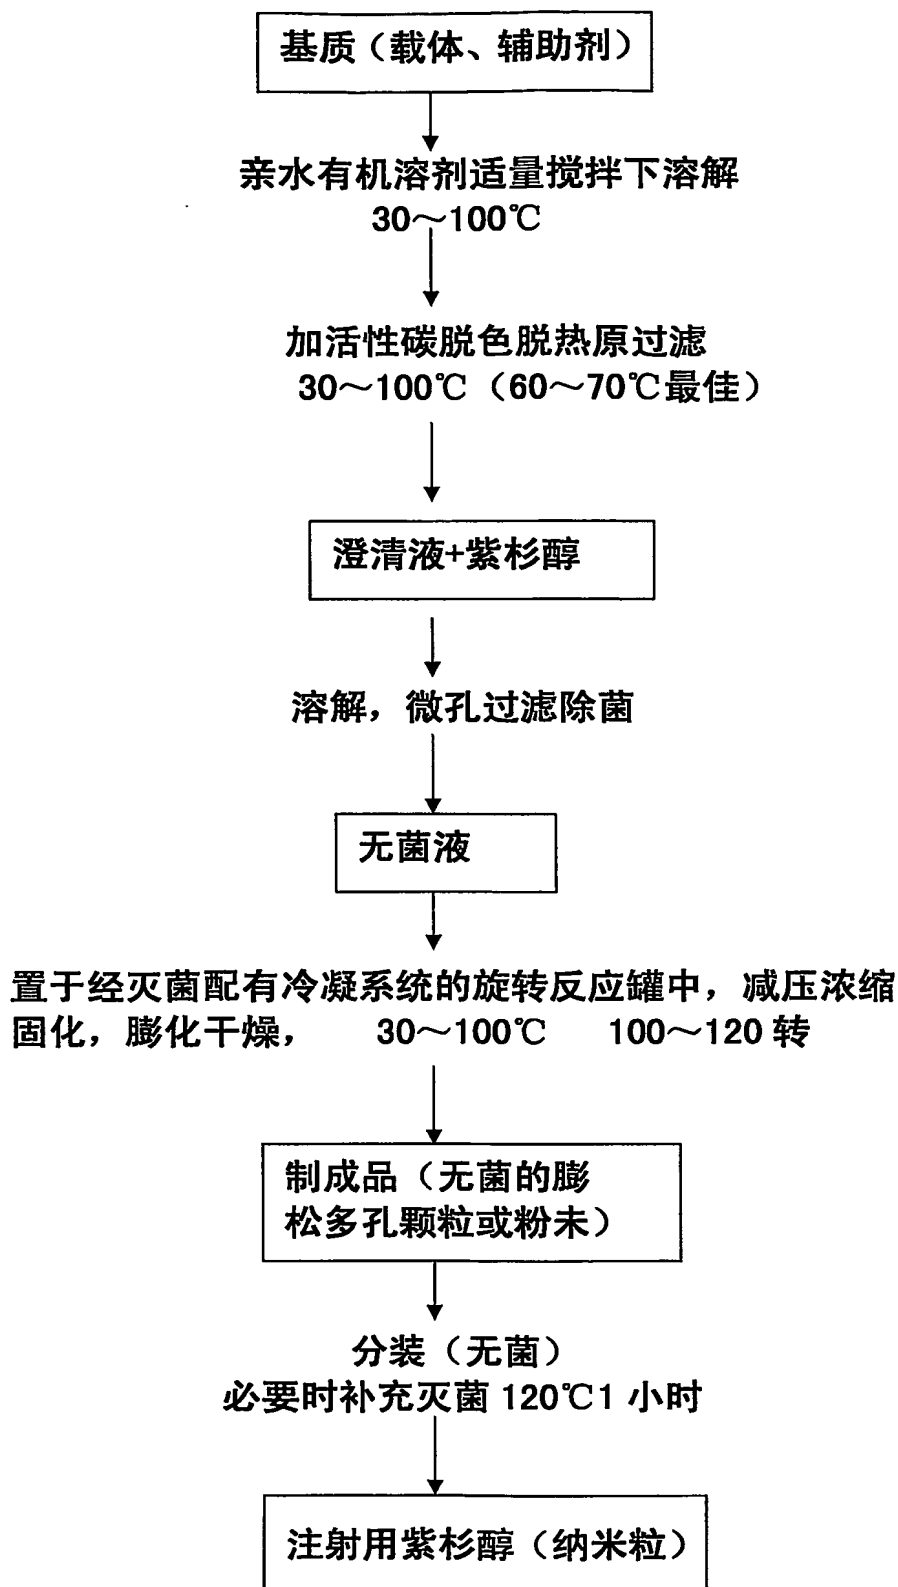 基质（载体、辅助剂）
亲水有机溶剂适量搅拌下溶解
30～100℃
加活性碳脱色脱热原过滤
30～100℃（60～70℃最佳）
澄清液+紫杉醇
溶解，微孔过滤除菌
无菌液
置于经灭菌配有冷凝系统的旋转反应罐中，减压浓缩
固化，膨化干燥， 30～100℃ 100～120 转
制成品（无菌的膨
松多孔颗粒或粉未）
分装（无菌）
必要时补充灭菌 120℃1 小时
注射用紫杉醇（纳米粒）